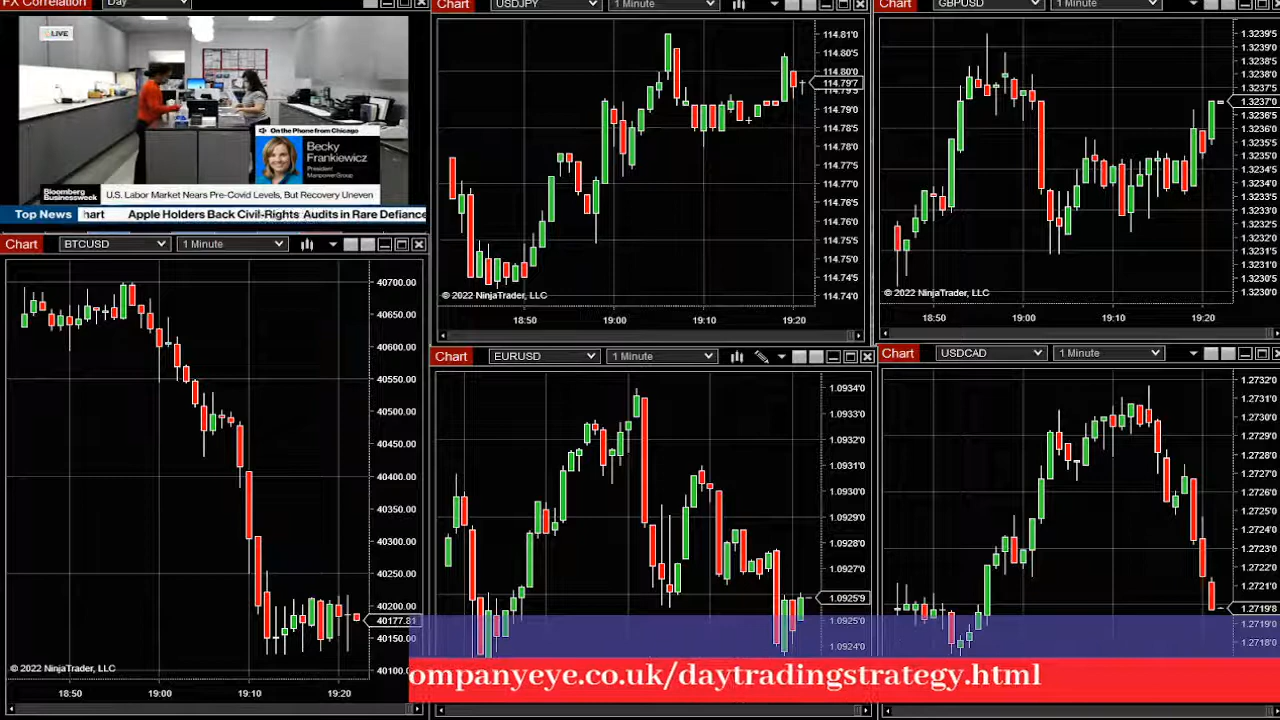 FX Correlation
Day
LIVE
On the Phone from Chicago
Becky
Frankiewicz
President
ManpowerGroup
Bloomberg
Businessweek
U.S. Labor Market Nears Pre-Covid Levels, But Recovery Uneven
Top News
hart
Apple Holders Back Civil-Rights Audits in Rare Defiance
Chart
USDJPY
1 Minute
114.81'0
114.80'5
114.80'0
114.79'7
114.79'0
114.78'5
114.78'0
114.77'5
114.77'0
114.76'5
114.76'0
114.75'5
114.75'0
114.74'5
114.74'0
© 2022 NinjaTrader, LLC
18:50
19:00
19:10
19:20
Chart
GBPUSD
1 Minute
1.3239'5
1.3239'0
1.3238'5
1.3238'0
1.3237'5
1.3237'0
1.3236'5
1.3236'0
1.3235'5
1.3235'0
1.3234'5
1.3234'0
1.3233'5
1.3233'0
1.3232'5
1.3232'0
1.3231'5
1.3231'0
1.3230'5
1.3230'0
1.3230'0
© 2022 NinjaTrader, LLC
18:50
19:00
19:10
19:20
Chart
BTCUSD
1 Minute
40700.00
40650.00
40600.00
40550.00
40500.00
40450.00
40400.00
40350.00
40300.00
40250.00
40200.00
40177.81
40150.00
40100
© 2022 NinjaTrader, LLC
18:50
19:00
19:10
19:20
Chart
EURUSD
1 Minute
1.0934'0
1.0933'0
1.0932'0
1.0931'0
1.0930'0
1.0929'0
1.0928'0
1.0927'0
1.0925'9
1.0925'0
1.0924'0
Chart
USDCAD
1 Minute
1.2732'0
1.2731'0
1.2730'0
1.2729'0
1.2728'0
1.2727'0
1.2726'0
1.2725'0
1.2724'0
1.2723'0
1.2722'0
1.2721'0
1.2719'8
1.2719'0
1.2718'0
ompanyeye.co.uk/daytradingstrategy.html